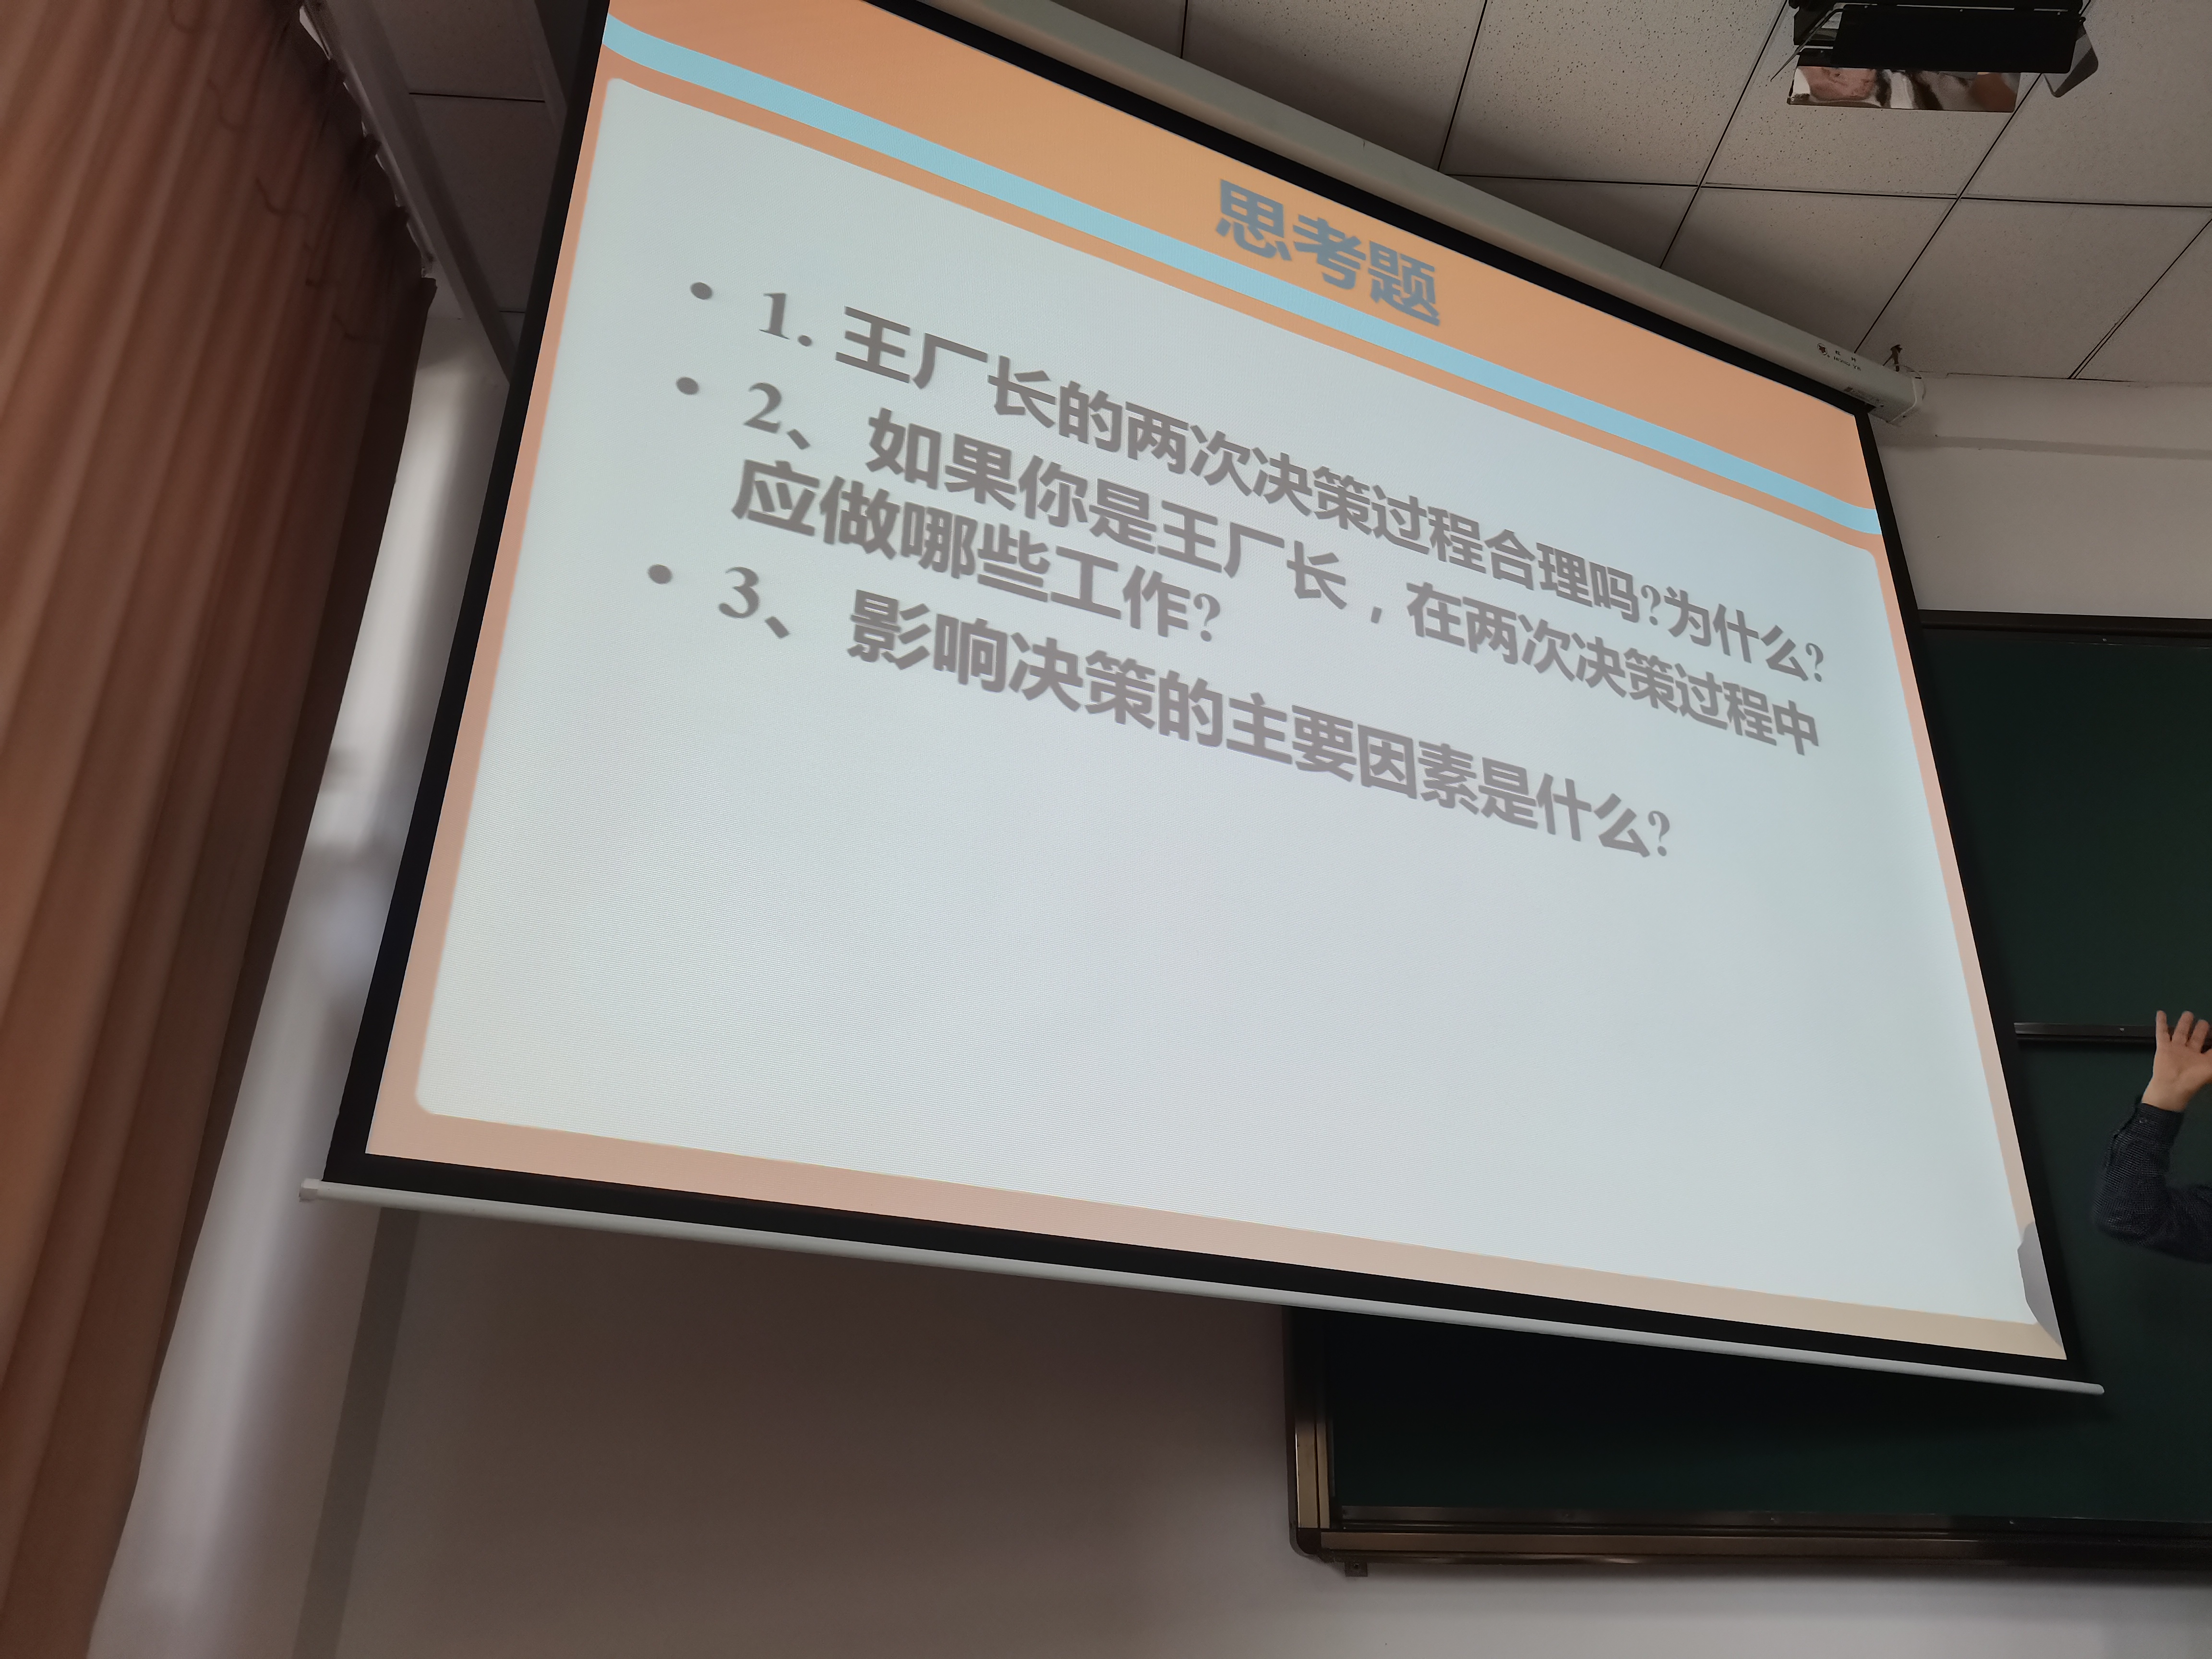 思考题
• 1. 王厂长的两次决策过程合理吗?为什么?
• 2、 如果你是王厂长，在两次决策过程中
应做哪些工作?
• 3、 影响决策的主要因素是什么?